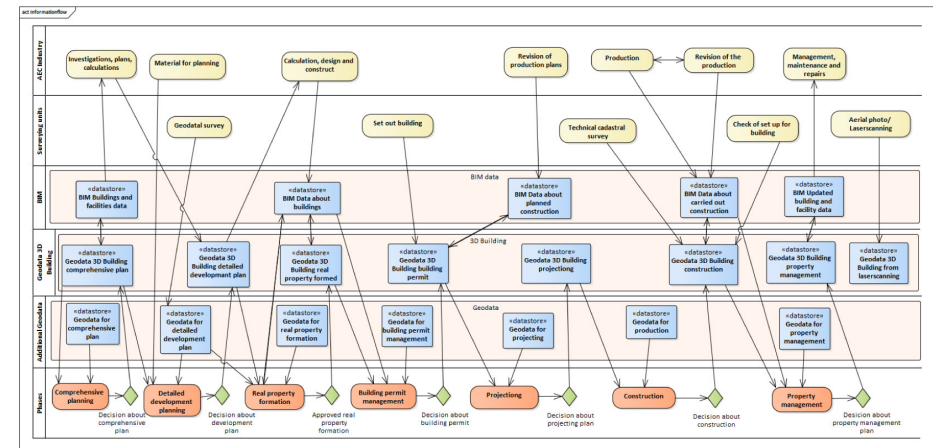 act Informationflow
AEC Industry
Investigations, plans,
calculations
Material for planning
Calculation, design and
construct
Revision of
production plans
Production
Revision of the
production
Management,
maintenance and
repairs
Surveying units
Geodatal survey
Set out building
Technical cadastral
survey
Check of set up for
building
Aerial photo/
Laserscanning
BIM
BIM data
«datastore»
BIM Buildings and
facilities data
«datastore»
BIM Data about
buildings
«datastore»
BIM Data about
planned
construction
«datastore»
BIM Data about
carried out
construction
«datastore»
BIM Updated
building and
facility data
Geodata 3D
Building
3D Building
«datastore»
Geodata 3D Building
comprehensive plan
«datastore»
Geodata 3D
Building detailed
development plan
«datastore»
Geodata 3D
Building real
property formed
«datastore»
Geodata 3D
Building building
permit
«datastore»
Geodata 3D Building
projecting
«datastore»
Geodata 3D Building
construction
«datastore»
Geodata 3D Building
property
management
«datastore»
Geodata 3D
Building from
laserscanning
Additional Geodata
Geodata
«datastore»
Geodata for
comprehensive
plan
«datastore»
Geodata for
detailed
development
plan
«datastore»
Geodata for
real property
formation
«datastore»
Geodata for
building permit
management
«datastore»
Geodata for
projecting
«datastore»
Geodata for
production
«datastore»
Geodata for
property
management
Phases
Comprehensive
planning
Decision about
comprehensive
plan
Detailed
development
planning
Decision about
development
plan
Real property
formation
Approved real
property
formation
Building permit
management
Decision about
building permit
Projectiong
Decision about
projecting plan
Construction
Decision about
construction
Property
management
Decision about
property management
plan